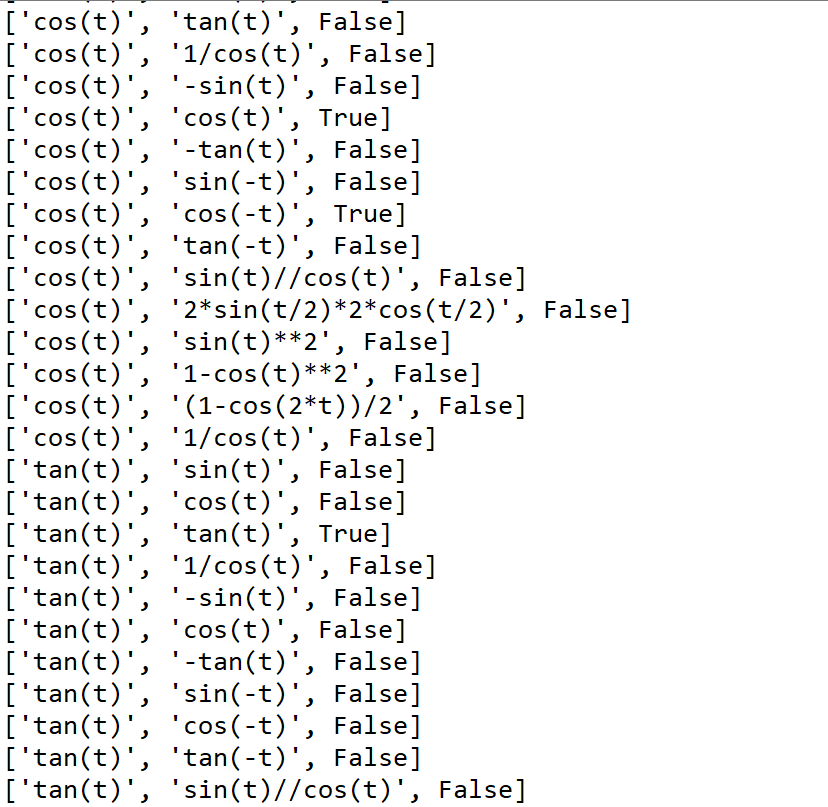 ['cos(t)', 'tan(t)', False]
['cos(t)', '1/cos(t)', False]
['cos(t)', '-sin(t)', False]
['cos(t)', 'cos(t)', True]
['cos(t)', '-tan(t)', False]
['cos(t)', 'sin(-t)', False]
['cos(t)', 'cos(-t)', True]
['cos(t)', 'tan(-t)', False]
['cos(t)', 'sin(t)//cos(t)', False]
['cos(t)', '2*sin(t/2)*2*cos(t/2)', False]
['cos(t)', 'sin(t)**2', False]
['cos(t)', '1-cos(t)**2', False]
['cos(t)', '(1-cos(2*t))/2', False]
['cos(t)', '1/cos(t)', False]
['tan(t)', 'sin(t)', False]
['tan(t)', 'cos(t)', False]
['tan(t)', 'tan(t)', True]
['tan(t)', '1/cos(t)', False]
['tan(t)', '-sin(t)', False]
['tan(t)', 'cos(t)', False]
['tan(t)', '-tan(t)', False]
['tan(t)', 'sin(-t)', False]
['tan(t)', 'cos(-t)', False]
['tan(t)', 'tan(-t)', False]
['tan(t)', 'sin(t)//cos(t)', False]